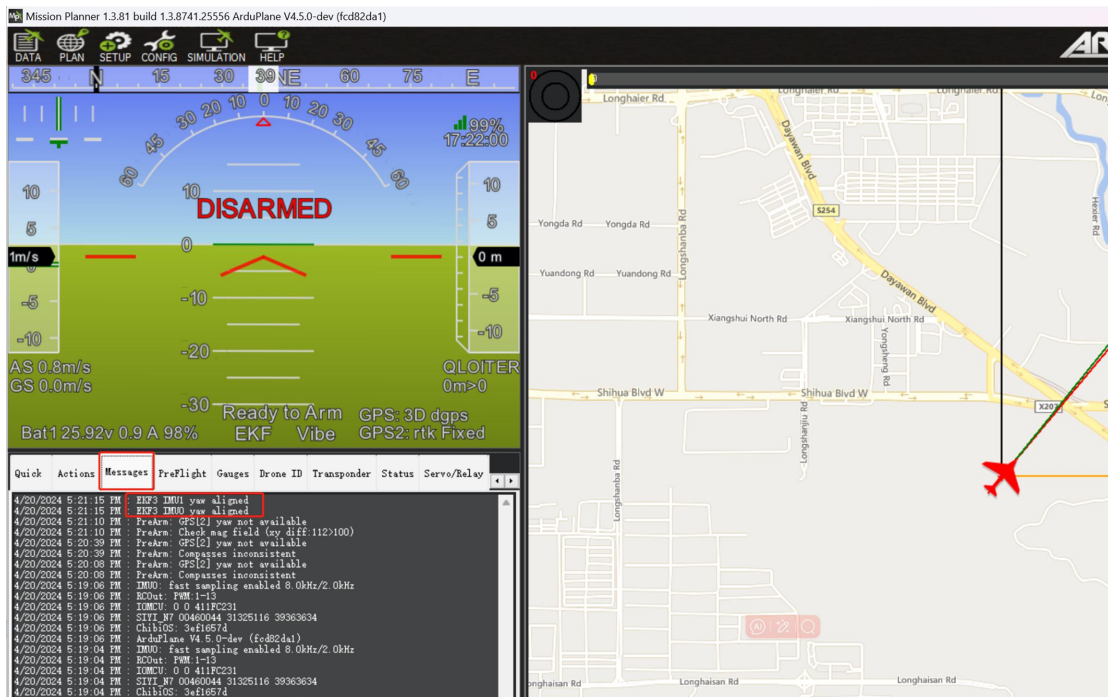 Mission Planner 1.3.81 build 1.3.8741.25556 ArduPlane V4.5.0-dev (fcd82da1)
DATA PLAN SETUP CONFIG SIMULATION HELP
345 N 15 30 39 NE 60 75 E
60 45 30 20 10 0 10 20 30 45 60
99%
17:22:00
10
DISARMED
10 5 0 -5 -10
1m/s
0
-10
-20
-30
10
5
0 m
-5
-10
AS 0.8m/s
GS 0.0m/s
QLOITER
0m>0
Ready to Arm GPS: 3D dgps
Bat1 25.92v 0.9 A 98% EKF Vibe GPS2: rtk Fixed
Quick Actions Messages PreFlight Gauges Drone ID Transponder Status Servo/Relay
4/20/2024 5:21:15 PM : EKF3 IMU1 yaw aligned
4/20/2024 5:21:15 PM : EKF3 IMU0 yaw aligned
4/20/2024 5:21:10 PM : PreArm: GPS[2] yaw not available
4/20/2024 5:21:10 PM : PreArm: Check mag field (xy diff:112>100)
4/20/2024 5:20:39 PM : PreArm: GPS[2] yaw not available
4/20/2024 5:20:39 PM : PreArm: Compasses inconsistent
4/20/2024 5:20:08 PM : PreArm: GPS[2] yaw not available
4/20/2024 5:20:08 PM : PreArm: Compasses inconsistent
4/20/2024 5:19:06 PM : IMU0: fast sampling enabled 8.0kHz/2.0kHz
4/20/2024 5:19:06 PM : RCOut: PWM:1-13
4/20/2024 5:19:06 PM : IOMCU: 0 0 411FC231
4/20/2024 5:19:06 PM : SIYI_N7 00460044 31325116 39363634
4/20/2024 5:19:06 PM : ChibiOS: 3ef1657d
4/20/2024 5:19:06 PM : ArduPlane V4.5.0-dev (fcd82da1)
4/20/2024 5:19:04 PM : IMU0: fast sampling enabled 8.0kHz/2.0kHz
4/20/2024 5:19:04 PM : RCOut: PWM:1-13
4/20/2024 5:19:04 PM : IOMCU: 0 0 411FC231
4/20/2024 5:19:04 PM : SIYI_N7 00460044 31325116 39363634
4/20/2024 5:19:04 PM : ChibiOS: 3ef1657d
AR
0
Longhaier Rd Longhaier Rd Longhaier Rd
Dayawan Blvd
S254
Hexier Rd
Yongda Rd Yongda Rd
Longshanba Rd
Yuandong Rd Yuandong Rd
Dayawan Blvd
Xiangshui North Rd Xiangshui North Rd
Yongsheng Rd
Shihua Blvd W Shihua Blvd W
X207
Longshanjiu Rd
Longshanba Rd
AI
Longhaisan Rd Longhaisan Rd